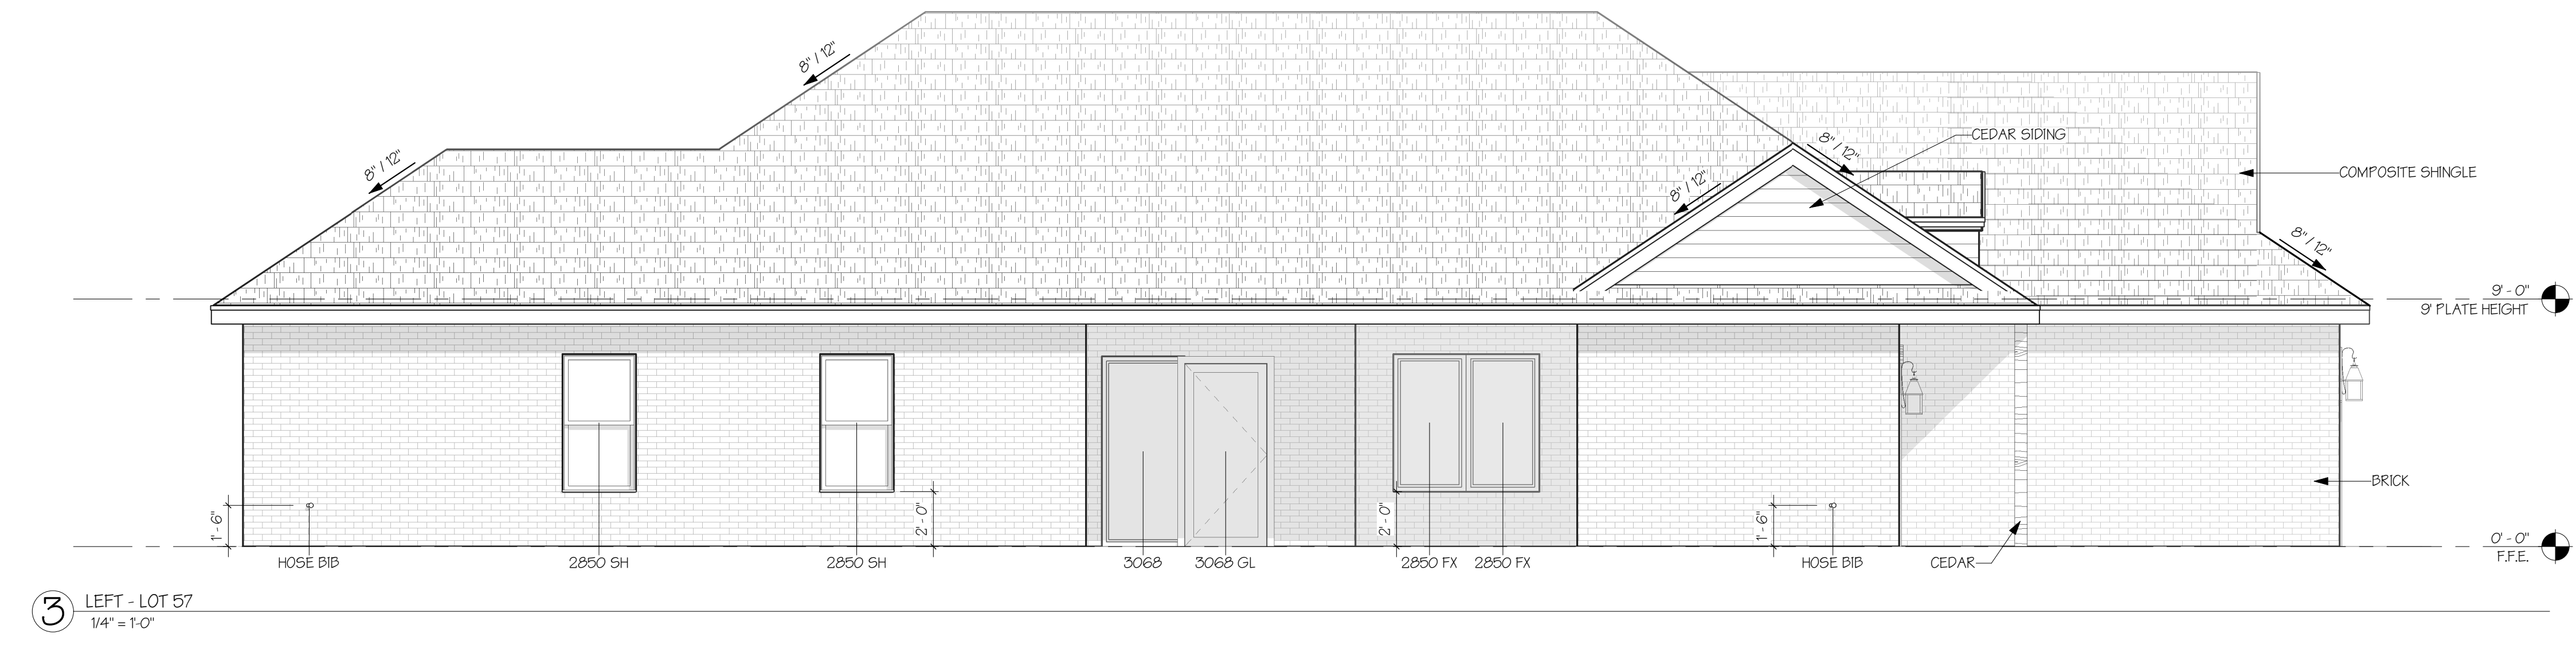 8" / 12"
8" / 12"
8" / 12"
8" / 12"
CEDAR SIDING
COMPOSITE SHINGLE
8" / 12"
9' - 0"
9' PLATE HEIGHT
BRICK
1' - 6"
2' - 0"
2' - 0"
1' - 6"
0' - 0"
F.F.E.
HOSE BIB
2850 SH
2850 SH
3068
3068 GL
2850 FX
2850 FX
HOSE BIB
CEDAR
3
LEFT - LOT 57
1/4" = 1'-0"